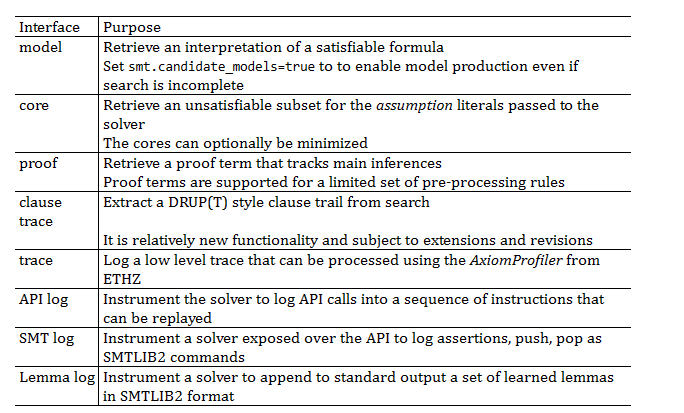 Interface Purpose
model Retrieve an interpretation of a satisfiable formula
Set smt.candidate_models=true to to enable model production even if
search is incomplete
core Retrieve an unsatisfiable subset for the assumption literals passed to the
solver
The cores can optionally be minimized
proof Retrieve a proof term that tracks main inferences
Proof terms are supported for a limited set of pre-processing rules
clause Extract a DRUP(T) style clause trail from search
trace
It is relatively new functionality and subject to extensions and revisions
trace Log a low level trace that can be processed using the AxiomProfiler from
ETHZ
API log Instrument the solver to log API calls into a sequence of instructions that
can be replayed
SMT log Instrument a solver exposed over the API to log assertions, push, pop as
SMTLIB2 commands
Lemma log Instrument a solver to append to standard output a set of learned lemmas
in SMTLIB2 format